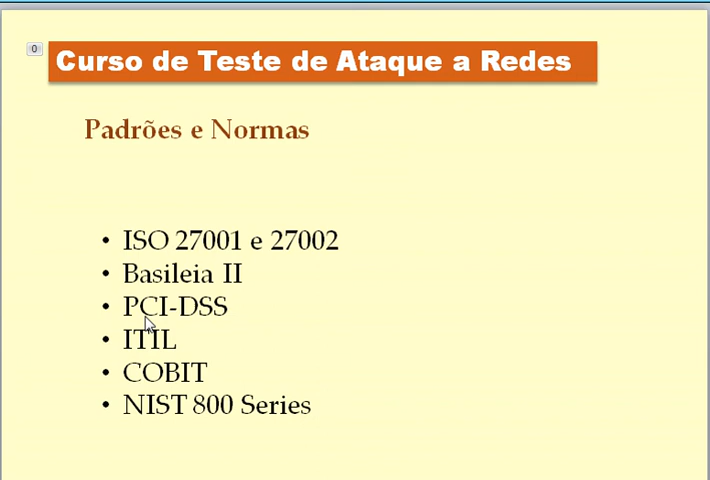 0
Curso de Teste de Ataque a Redes
Padrões e Normas
• ISO 27001 e 27002
• Basileia II
• PCI-DSS
• ITIL
• COBIT
• NIST 800 Series